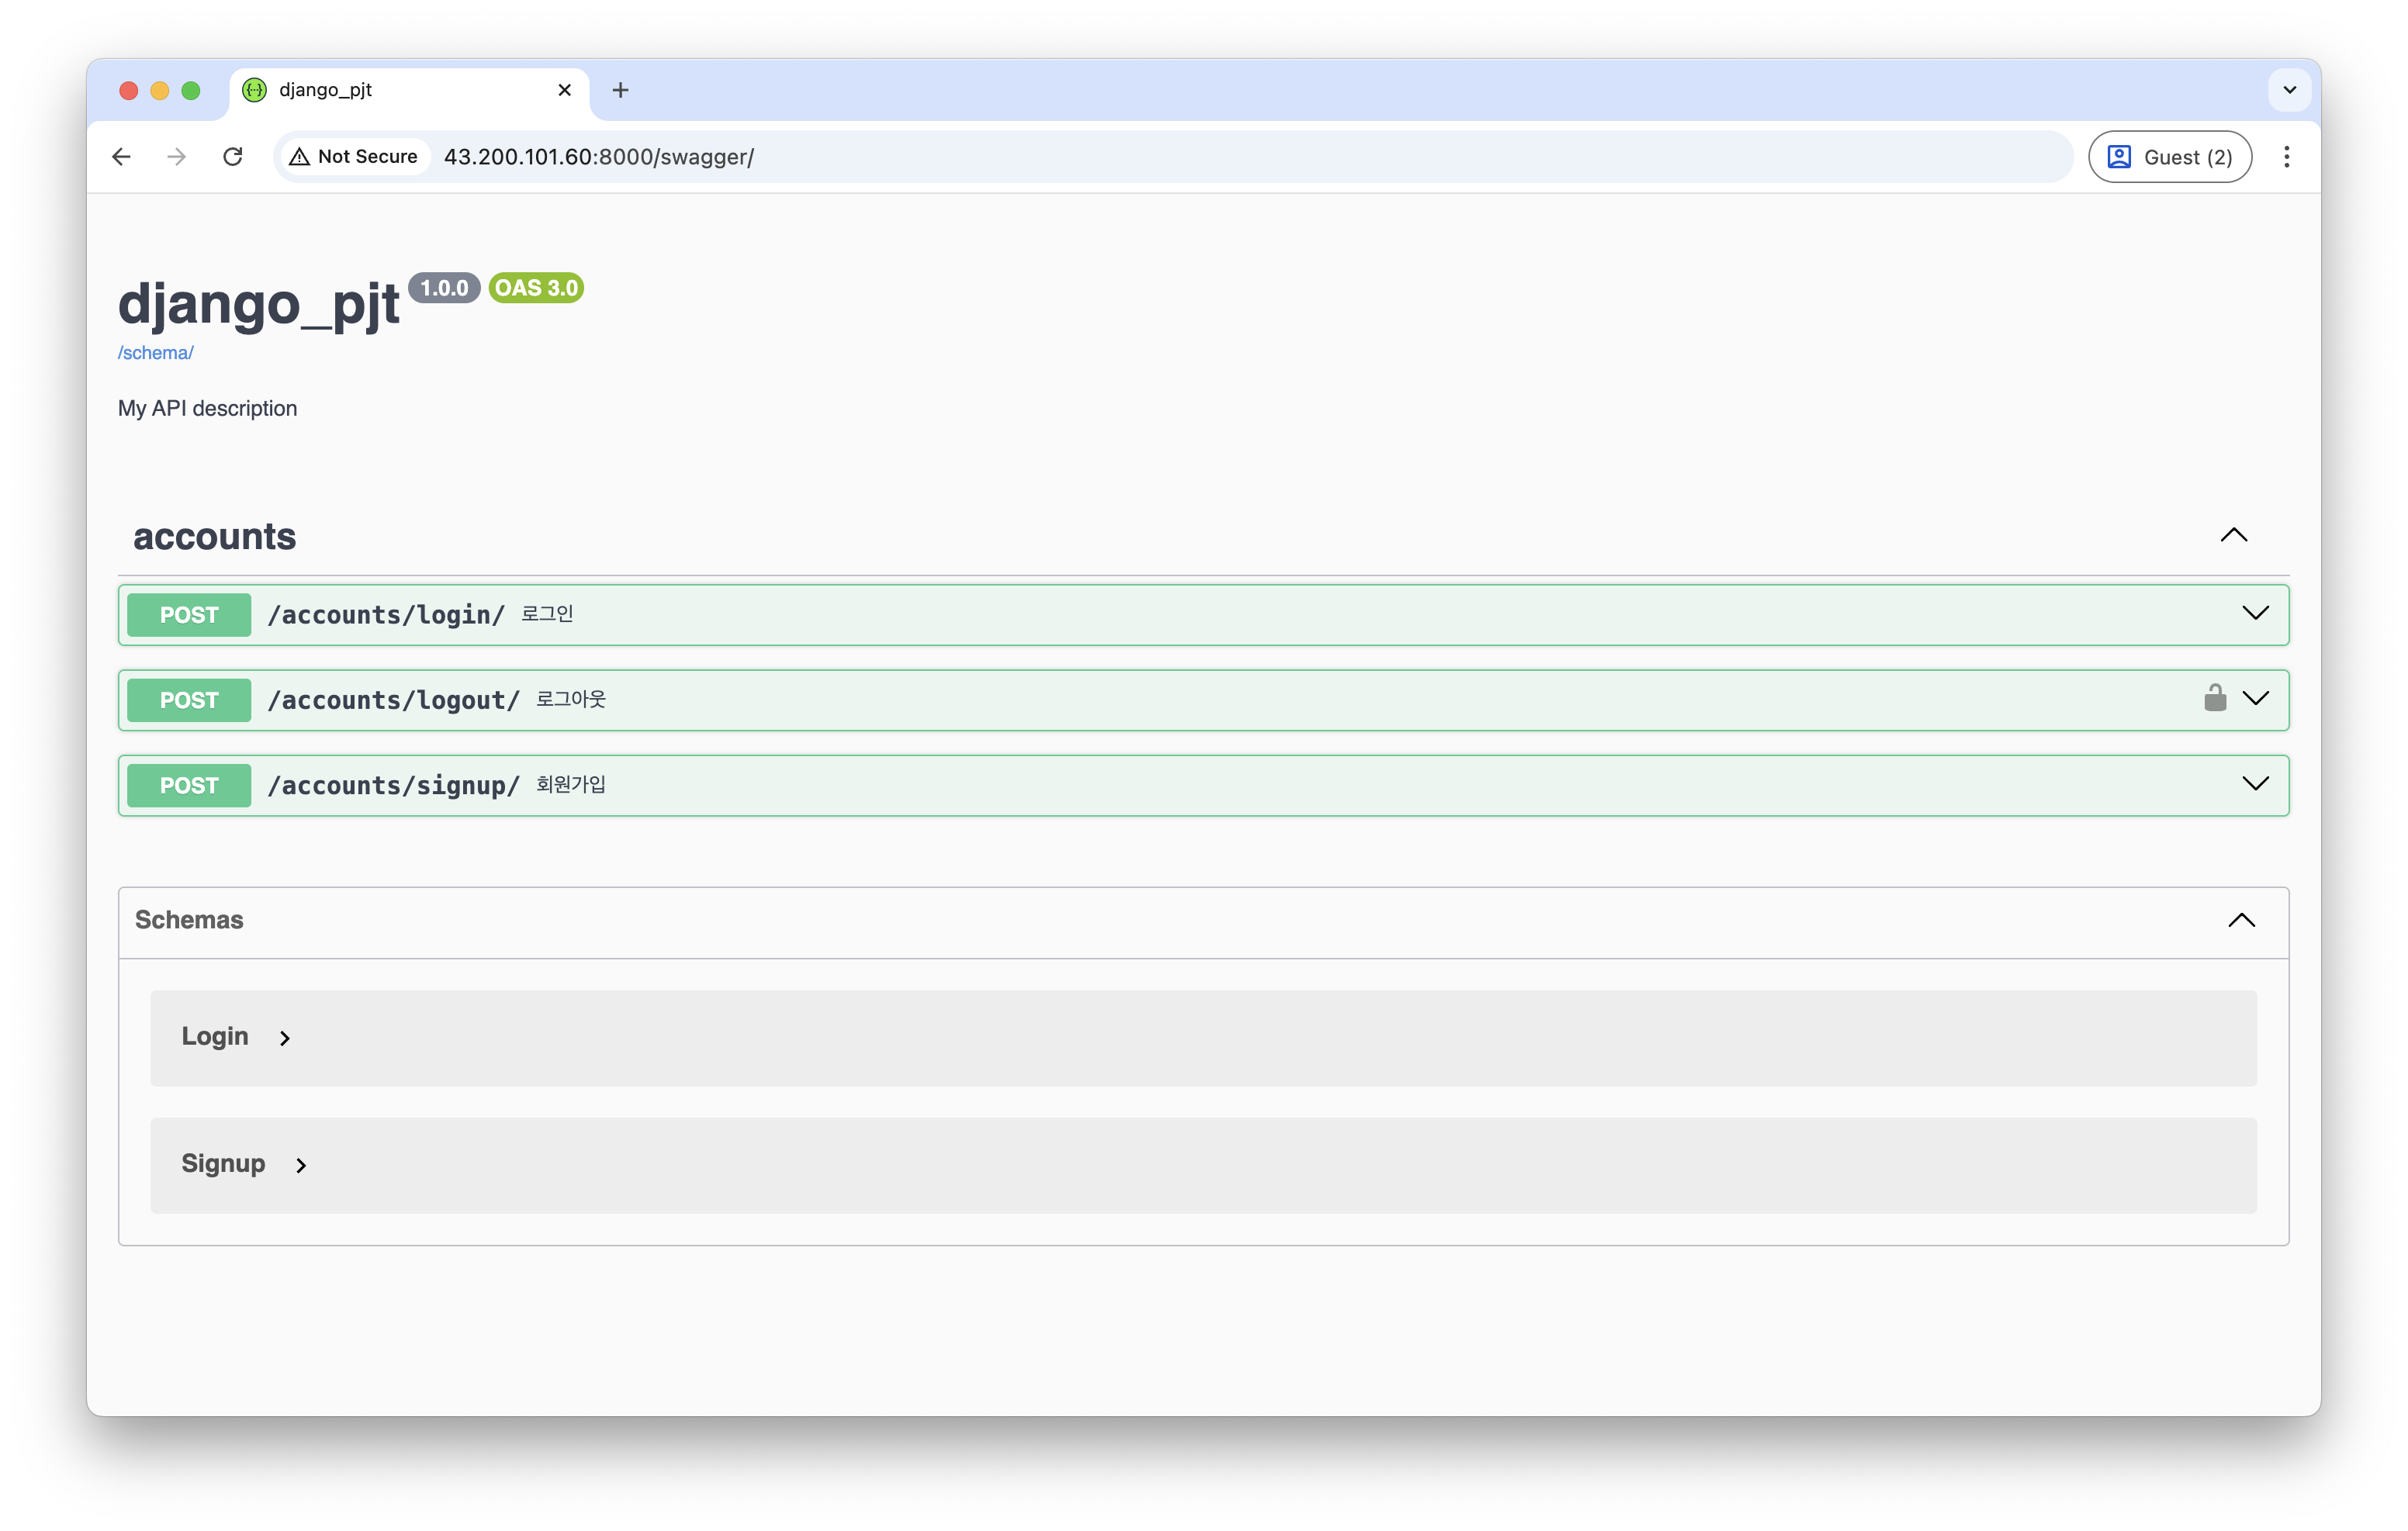 django_pjt
Not Secure 43.200.101.60:8000/swagger/ Guest (2)
django_pjt 1.0.0 OAS 3.0
/schema/
My API description
accounts
POST /accounts/login/ 로그인
POST /accounts/logout/ 로그아웃
POST /accounts/signup/ 회원가입
Schemas
Login
Signup